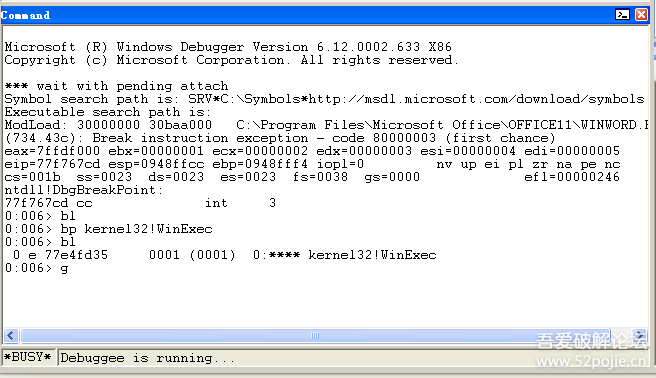 Command
Microsoft (R) Windows Debugger Version 6.12.0002.633 X86
Copyright (c) Microsoft Corporation. All rights reserved.
*** wait with pending attach
Symbol search path is: SRV*C:\Symbols*http://msdl.microsoft.com/download/symbols
Executable search path is:
ModLoad: 30000000 30baa000   C:\Program Files\Microsoft Office\OFFICE11\WINWORD.E
(734.43c): Break instruction exception - code 80000003 (first chance)
eax=7ffdf000 ebx=00000001 ecx=00000002 edx=00000003 esi=00000004 edi=00000005
eip=77f767cd esp=0948ffcc ebp=0948fff4 iopl=0         nv up ei pl zr na pe nc
cs=001b  ss=0023  ds=0023  es=0023  fs=0038  gs=0000             efl=00000246
ntdll!DbgBreakPoint:
77f767cd cc              int     3
0:006> bl
0:006> bp kernel32!WinExec
0:006> bl
 0 e 77e4fd35     0001 (0001)  0:**** kernel32!WinExec
0:006> g
*BUSY* Debuggee is running...
吾爱破解论坛
www.52pojie.cn